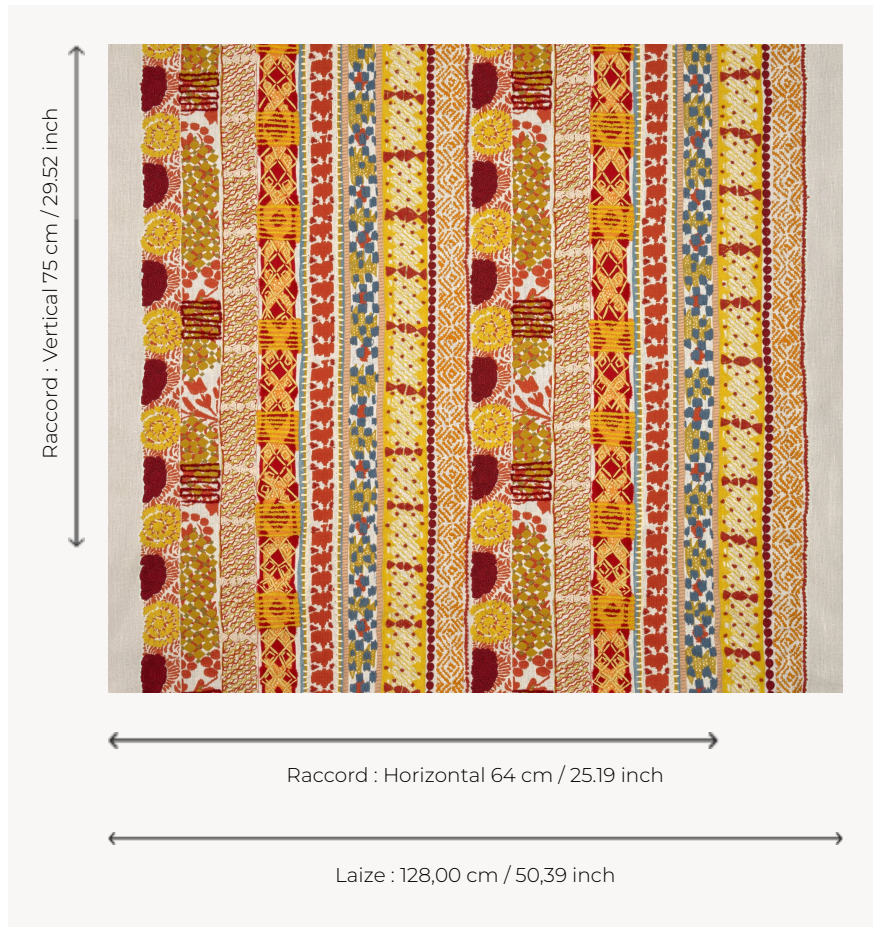 Raccord : Vertical 75 cm / 29.52 inch
Raccord : Horizontal 64 cm / 25.19 inch
Laize : 128,00 cm / 50,39 inch